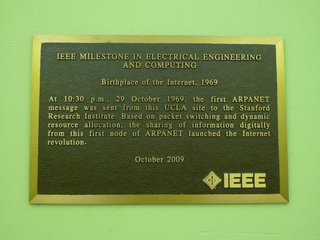 IEEE MILESTONE IN ELECTRICAL ENGINEERING
AND COMPUTING
Birthplace of the Internet, 1969
At 10:30 p.m., 29 October 1969, the first ARPANET
message was sent from this UCLA site to the Stanford
Research Institute. Based on packet switching and dynamic
resource allocation, the sharing of information digitally
from this first node of ARPANET launched the Internet
revolution.
October 2009
IEEE